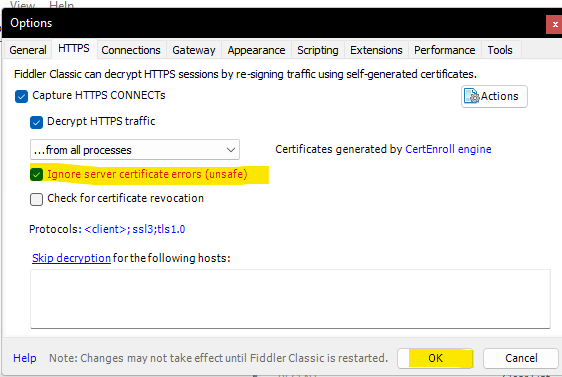 View Help
Options
x
General HTTPS Connections Gateway Appearance Scripting Extensions Performance Tools
Fiddler Classic can decrypt HTTPS sessions by re-signing traffic using self-generated certificates.
Capture HTTPS CONNECTs
Actions
Decrypt HTTPS traffic
...from all processes
Certificates generated by CertEnroll engine
Ignore server certificate errors (unsafe)
Check for certificate revocation
Protocols: <client>; ssl3;tls1.0
Skip decryption for the following hosts:
Help Note: Changes may not take effect until Fiddler Classic is restarted. OK Cancel